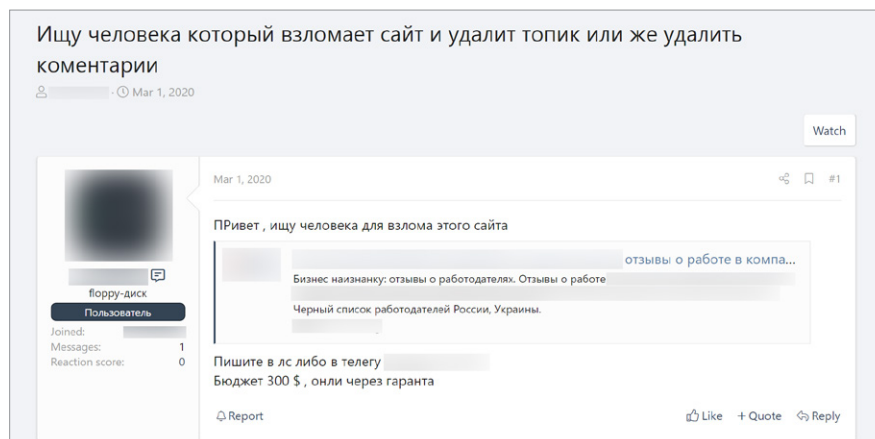 Ищу человека который взломает сайт и удалит топик или же удалить
коментарии
· Mar 1, 2020
Watch
Mar 1, 2020
#1
ПРивет , ищу человека для взлома этого сайта
отзывы о работе в компа...
Бизнес наизнанку: отзывы о работодателях. Отзывы о работе
Черный список работодателей России, Украины.
floppy-диск
Пользователь
Joined:
Messages: 1
Reaction score: 0
Пишите в лс либо в телегу
Бюджет 300 $ , онли через гаранта
Report
Like
+ Quote
Reply